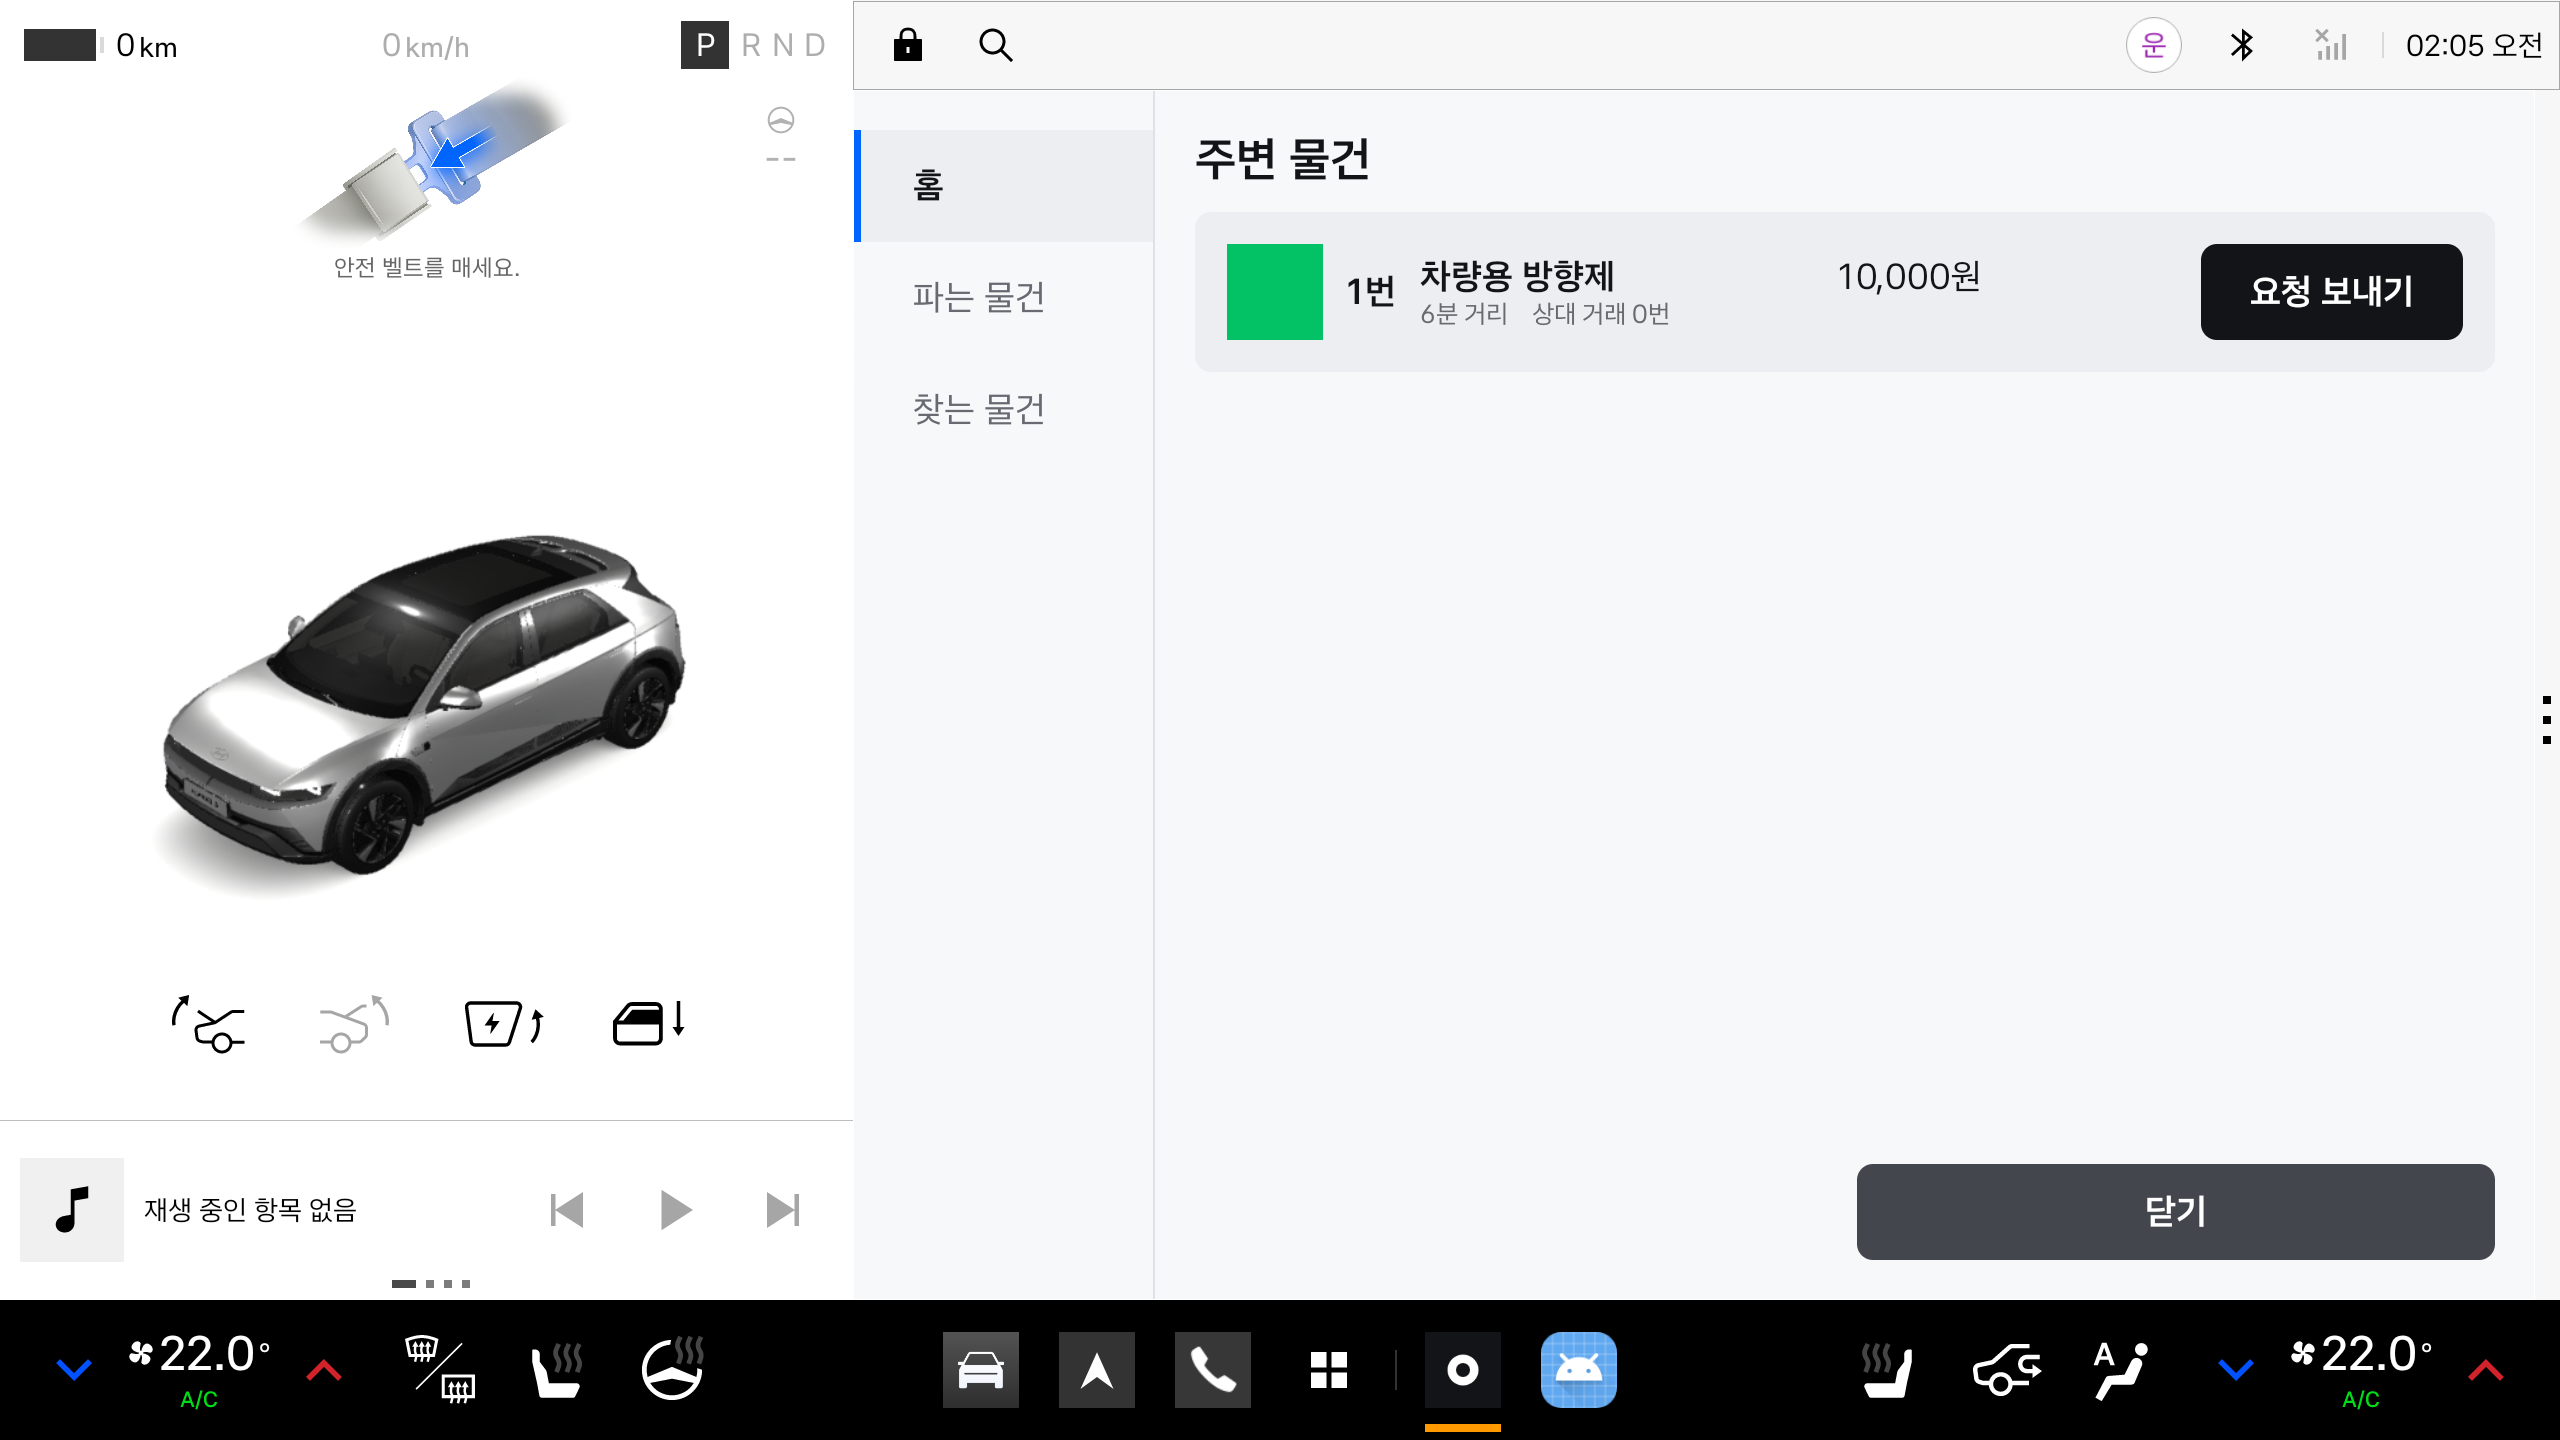 0 km
0 km/h
P R N D
운
02:05 오전
--
안전 벨트를 매세요.
홈
파는 물건
찾는 물건
주변 물건
1번
차량용 방향제
10,000원
6분 거리 상대 거래 0번
요청 보내기
닫기
재생 중인 항목 없음
22.0°
A/C
A
22.0°
A/C